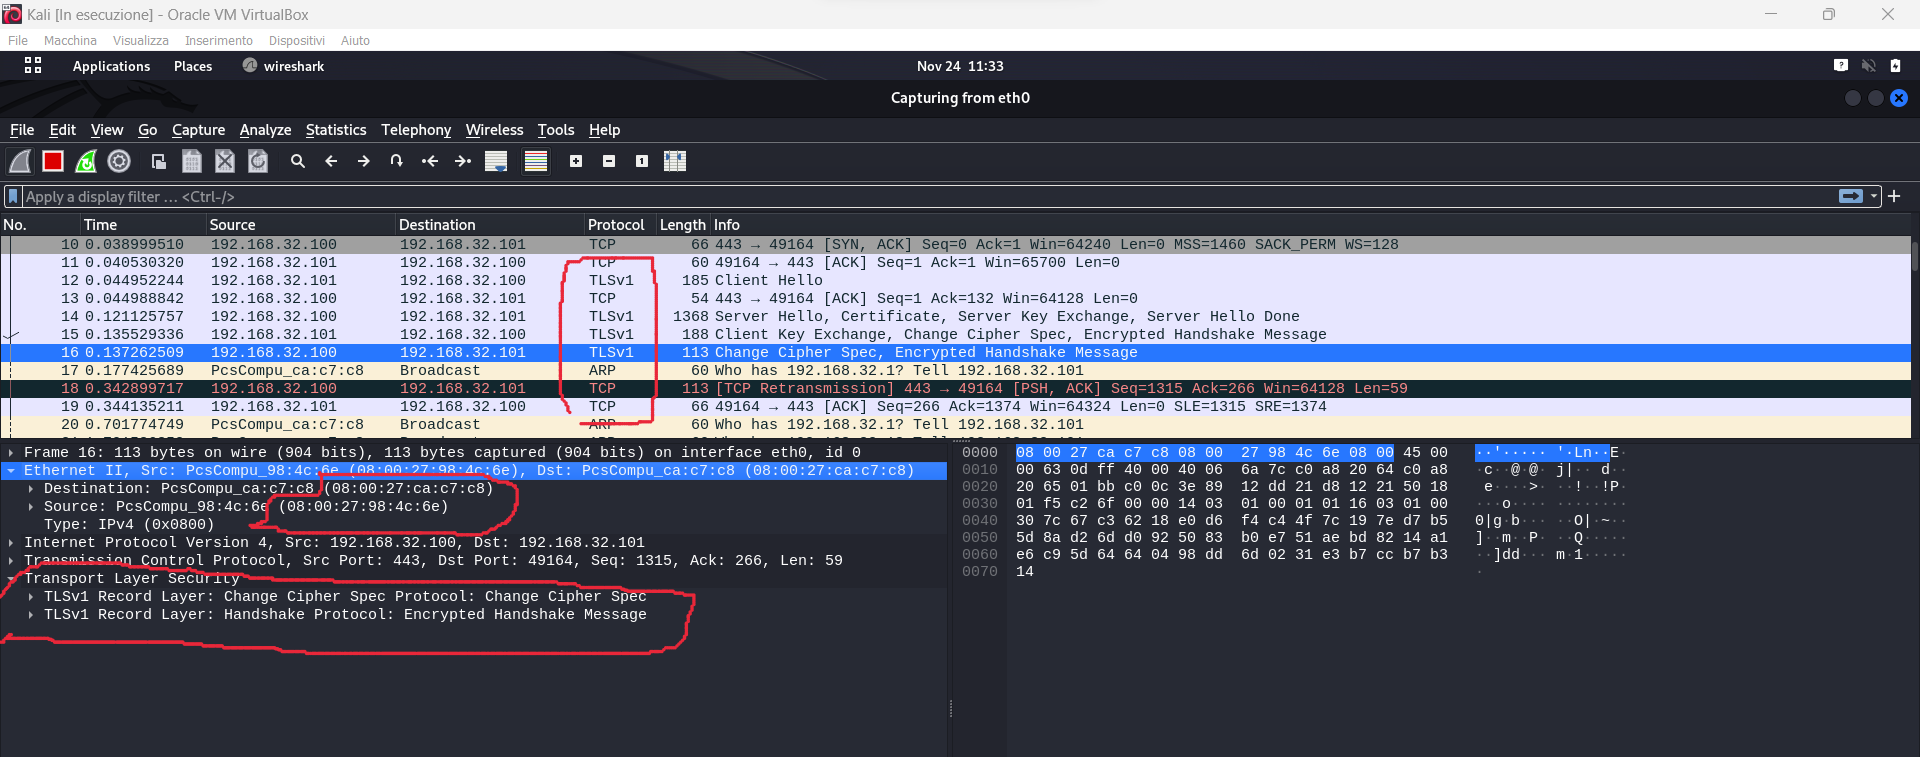 Kali [In esecuzione] - Oracle VM VirtualBox
File Macchina Visualizza Inserimento Dispositivi Aiuto
Applications Places wireshark Nov 24 11:33
Capturing from eth0
File Edit View Go Capture Analyze Statistics Telephony Wireless Tools Help
Apply a display filter … <Ctrl-/>
No. Time Source Destination Protocol Length Info
10 0.038999510 192.168.32.100 192.168.32.101 TCP 66 443 → 49164 [SYN, ACK] Seq=0 Ack=1 Win=64240 Len=0 MSS=1460 SACK_PERM WS=128
11 0.040530320 192.168.32.101 192.168.32.100 TCP 60 49164 → 443 [ACK] Seq=1 Ack=1 Win=65700 Len=0
12 0.044952244 192.168.32.101 192.168.32.100 TLSv1 185 Client Hello
13 0.044988842 192.168.32.100 192.168.32.101 TCP 54 443 → 49164 [ACK] Seq=1 Ack=132 Win=64128 Len=0
14 0.121125757 192.168.32.100 192.168.32.101 TLSv1 1368 Server Hello, Certificate, Server Key Exchange, Server Hello Done
15 0.135529336 192.168.32.101 192.168.32.100 TLSv1 188 Client Key Exchange, Change Cipher Spec, Encrypted Handshake Message
16 0.137262509 192.168.32.100 192.168.32.101 TLSv1 113 Change Cipher Spec, Encrypted Handshake Message
17 0.177425689 PcsCompu_ca:c7:c8 Broadcast ARP 60 Who has 192.168.32.1? Tell 192.168.32.101
18 0.342899717 192.168.32.100 192.168.32.101 TCP 113 [TCP Retransmission] 443 → 49164 [PSH, ACK] Seq=1315 Ack=266 Win=64128 Len=59
19 0.344135211 192.168.32.101 192.168.32.100 TCP 66 49164 → 443 [ACK] Seq=266 Ack=1374 Win=64324 Len=0 SLE=1315 SRE=1374
20 0.701774749 PcsCompu_ca:c7:c8 Broadcast ARP 60 Who has 192.168.32.1? Tell 192.168.32.101
Frame 16: 113 bytes on wire (904 bits), 113 bytes captured (904 bits) on interface eth0, id 0
Ethernet II, Src: PcsCompu_98:4c:6e (08:00:27:98:4c:6e), Dst: PcsCompu_ca:c7:c8 (08:00:27:ca:c7:c8)
Destination: PcsCompu_ca:c7:c8 (08:00:27:ca:c7:c8)
Source: PcsCompu_98:4c:6e (08:00:27:98:4c:6e)
Type: IPv4 (0x0800)
Internet Protocol Version 4, Src: 192.168.32.100, Dst: 192.168.32.101
Transmission Control Protocol, Src Port: 443, Dst Port: 49164, Seq: 1315, Ack: 266, Len: 59
Transport Layer Security
TLSv1 Record Layer: Change Cipher Spec Protocol: Change Cipher Spec
TLSv1 Record Layer: Handshake Protocol: Encrypted Handshake Message
0000 08 00 27 ca c7 c8 08 00 27 98 4c 6e 08 00 45 00 ··'····· '·Ln··E·
0010 00 63 0d ff 40 00 40 06 6a 7c c0 a8 20 64 c0 a8 ·c··@·@· j|·· d··
0020 20 65 01 bb c0 0c 3e 89 12 dd 21 d8 12 21 50 18 e····>· ··!··!P·
0030 01 f5 c2 6f 00 00 14 03 01 00 01 01 16 03 01 00 ···o···· ········
0040 30 7c 67 c3 62 18 e0 d6 f4 c4 4f 7c 19 7e d7 b5 0|g·b··· ··O|·~··
0050 5d 8a d2 6d d0 92 50 83 b0 e7 51 ae bd 82 14 a1 ]··m··P· ··Q·····
0060 e6 c9 5d 64 64 04 98 dd 6d 02 31 e3 b7 cc b7 b3 ··]dd··· m·1·····
0070 14 ·